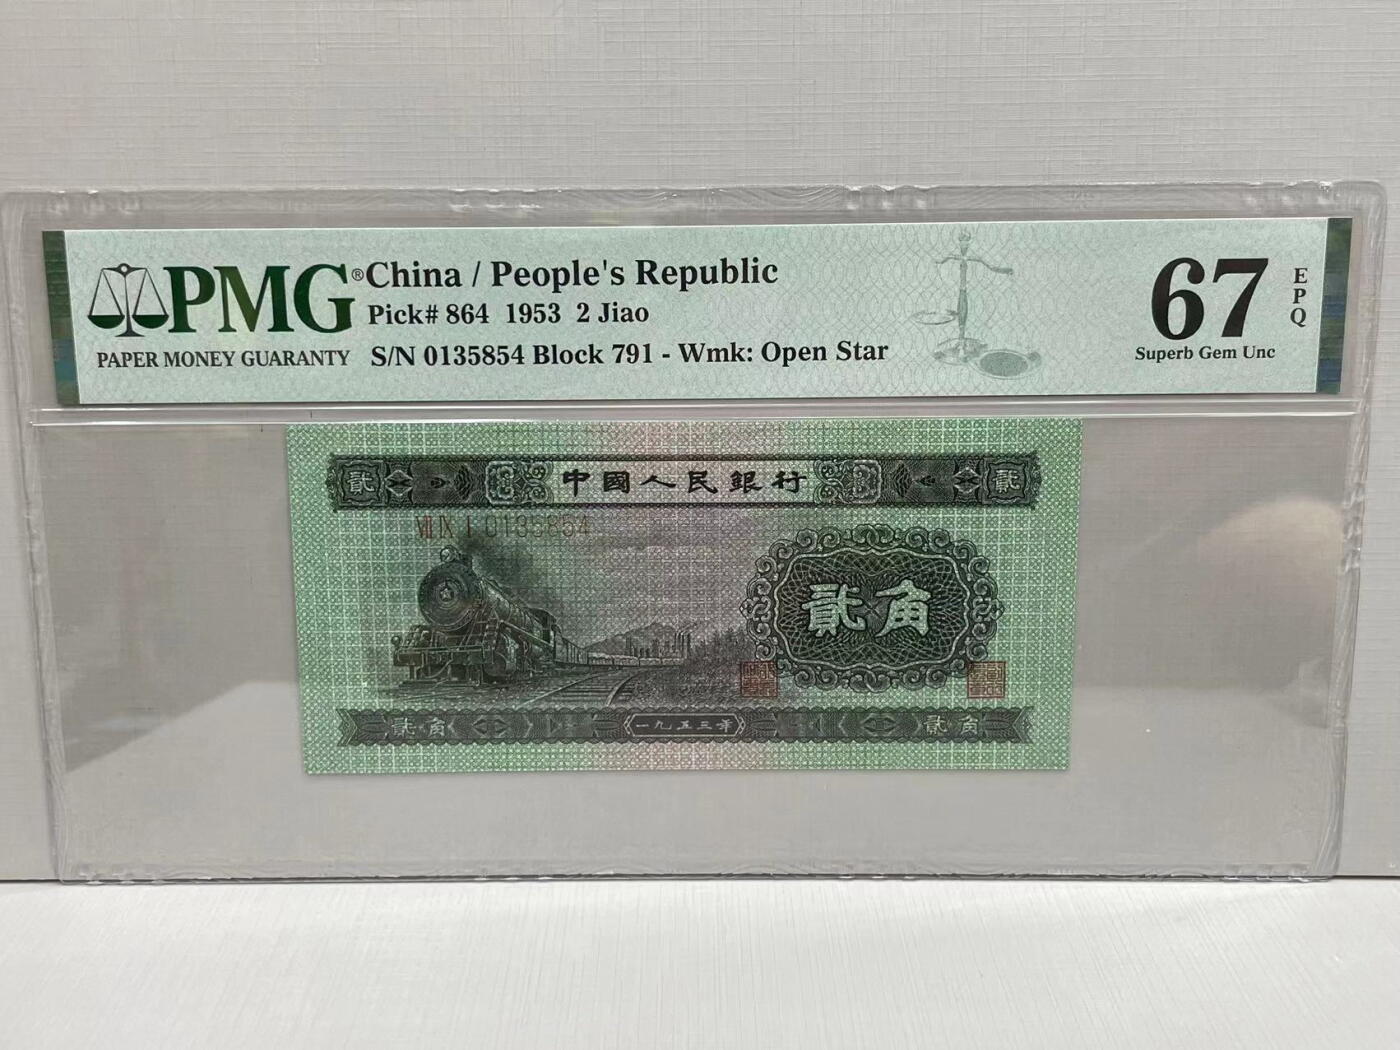 PMG®
PAPER MONEY GUARANTY
China / People's Republic
Pick# 864 1953 2 Jiao
S/N 0135854 Block 791 - Wmk: Open Star
67
EPQ
Superb Gem Unc
貳 中國人民銀行 貳
Ⅶ Ⅸ Ⅰ 0135854
貳角
貳角 一九五三年 貳角